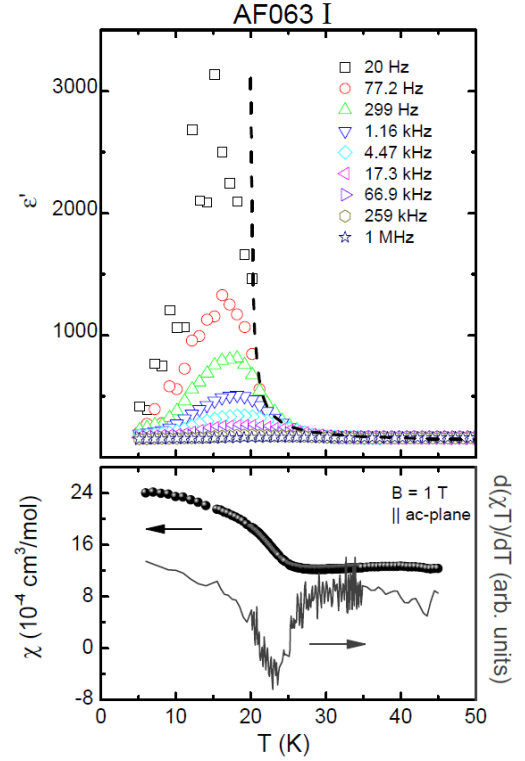 AF063 I
3000
2000
1000
ε'
20 Hz
77.2 Hz
299 Hz
1.16 kHz
4.47 kHz
17.3 kHz
66.9 kHz
259 kHz
1 MHz
24
16
8
0
-8
χ (10⁻⁴ cm³/mol)
B = 1 T
|| ac-plane
d(χT)/dT (arb. units)
0 10 20 30 40 50
T (K)